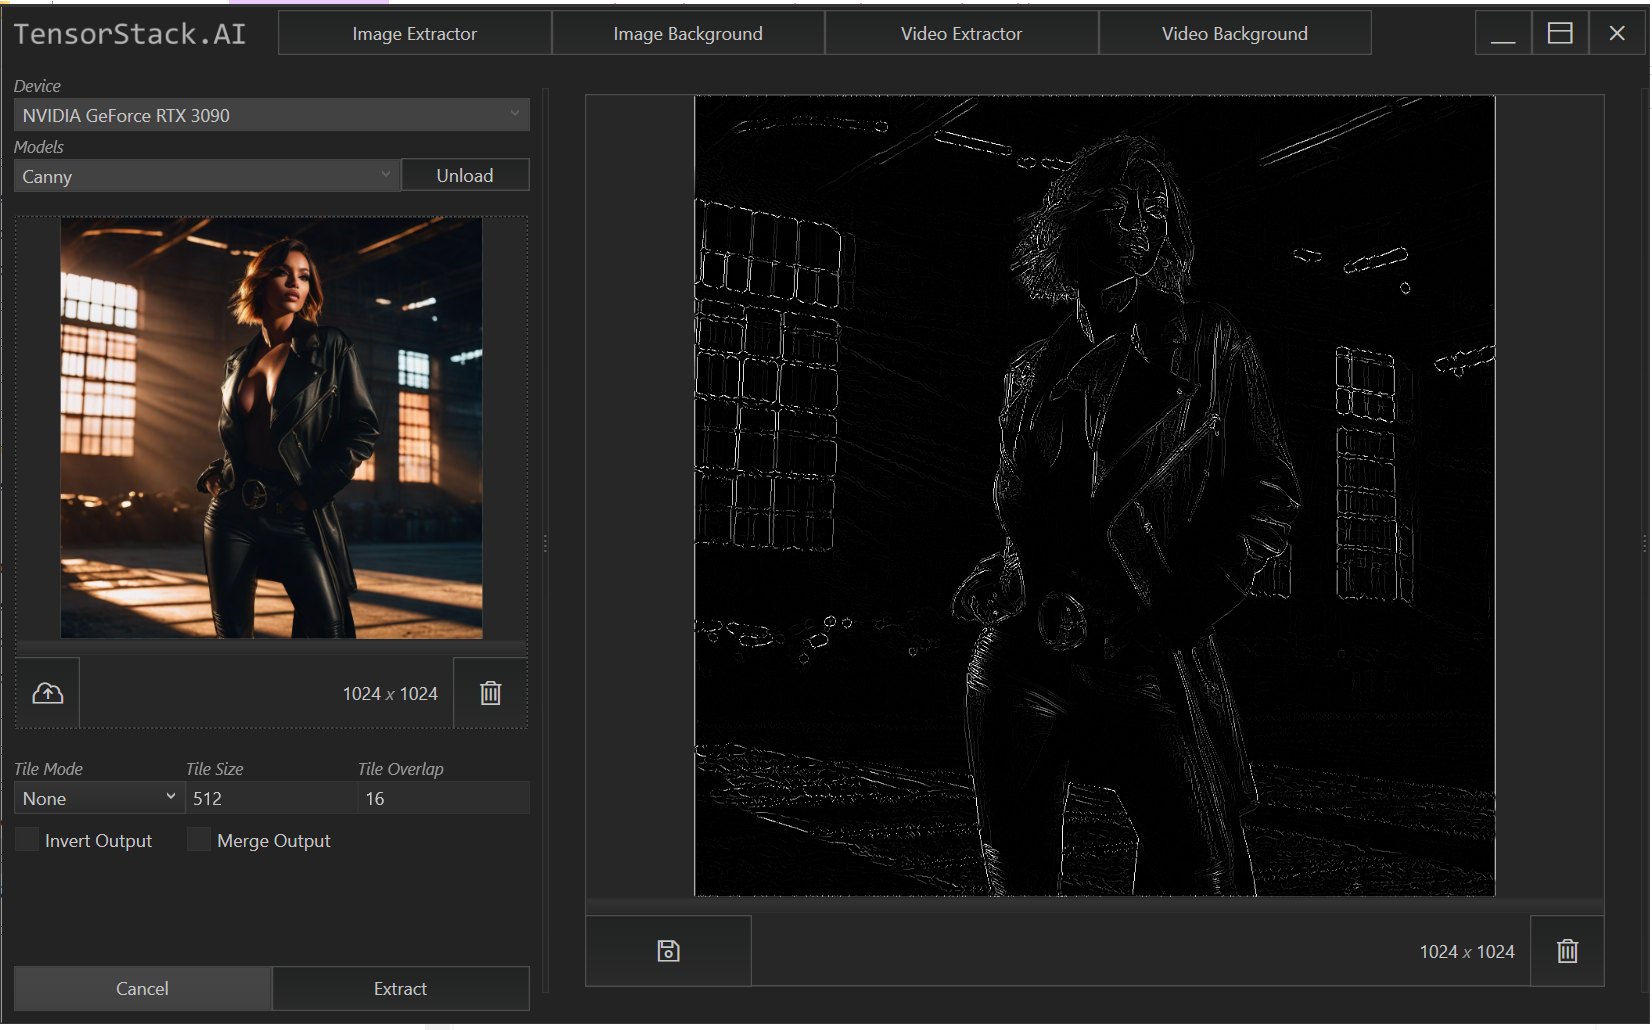 TensorStack.AI
Image Extractor
Image Background
Video Extractor
Video Background
Device
NVIDIA GeForce RTX 3090
Models
Canny
Unload
1024 x 1024
Tile Mode
Tile Size
Tile Overlap
None
512
16
Invert Output
Merge Output
Cancel
Extract
1024 x 1024